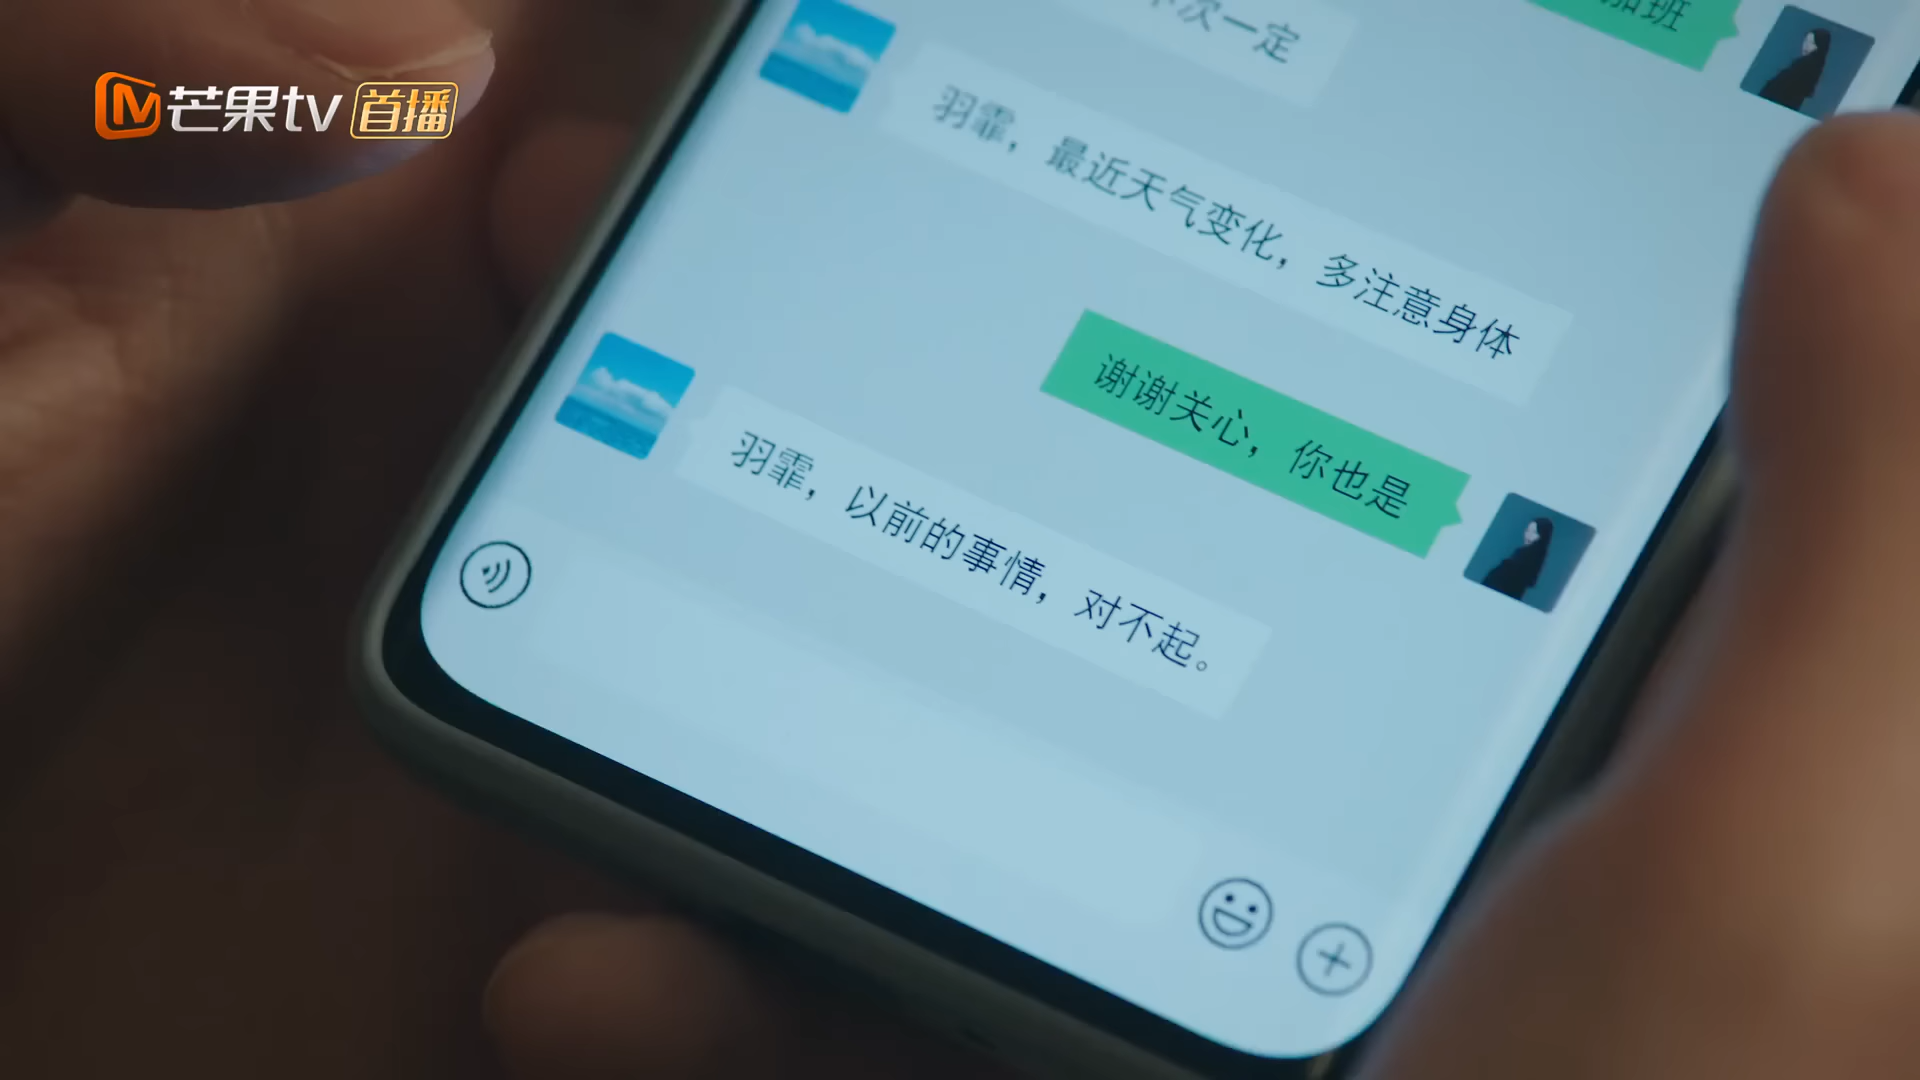 芒果tv 首播
加班
次一定
羽霏，最近天气变化，多注意身体
谢谢关心，你也是
羽霏，以前的事情，对不起。